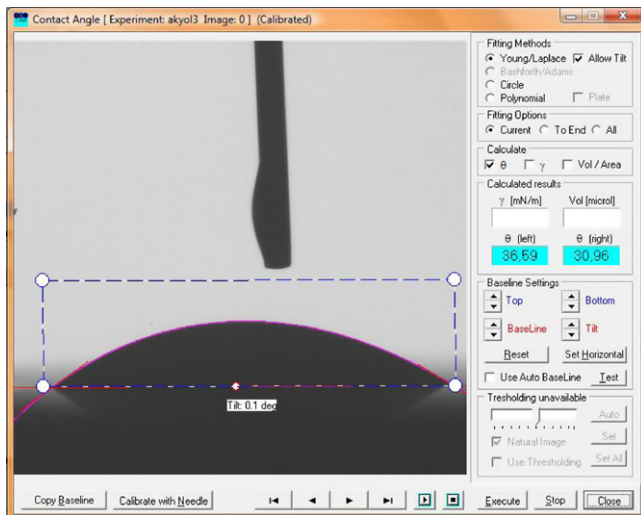 Contact Angle [ Experiment: akyol3 Image: 0 ] (Calibrated)
Fitting Methods
Young/Laplace Allow Tilt
Bashforth/Adams
Circle
Polynomial Plate
Fitting Options
Current To End All
Calculate
θ γ Vol / Area
Calculated results
γ [mN/m] Vol [microl]
θ (left) θ (right)
36,59 30,96
Baseline Settings
Top Bottom
BaseLine Tilt
Reset Set Horizontal
Use Auto BaseLine Test
Tilt: 0.1 deg
Tresholding unavailable
Auto
Natural Image Set
Use Thresholding Set All
Copy Baseline Calibrate with Needle Execute Stop Close